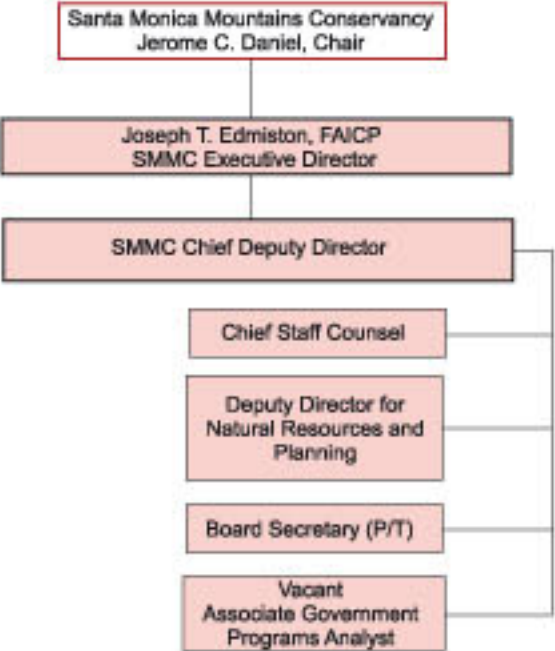 Santa Monica Mountains Conservancy
Jerome C. Daniel, Chair
Joseph T. Edmiston, FAICP
SMMC Executive Director
SMMC Chief Deputy Director
Chief Staff Counsel
Deputy Director for
Natural Resources and
Planning
Board Secretary (P/T)
Vacant
Associate Government
Programs Analyst